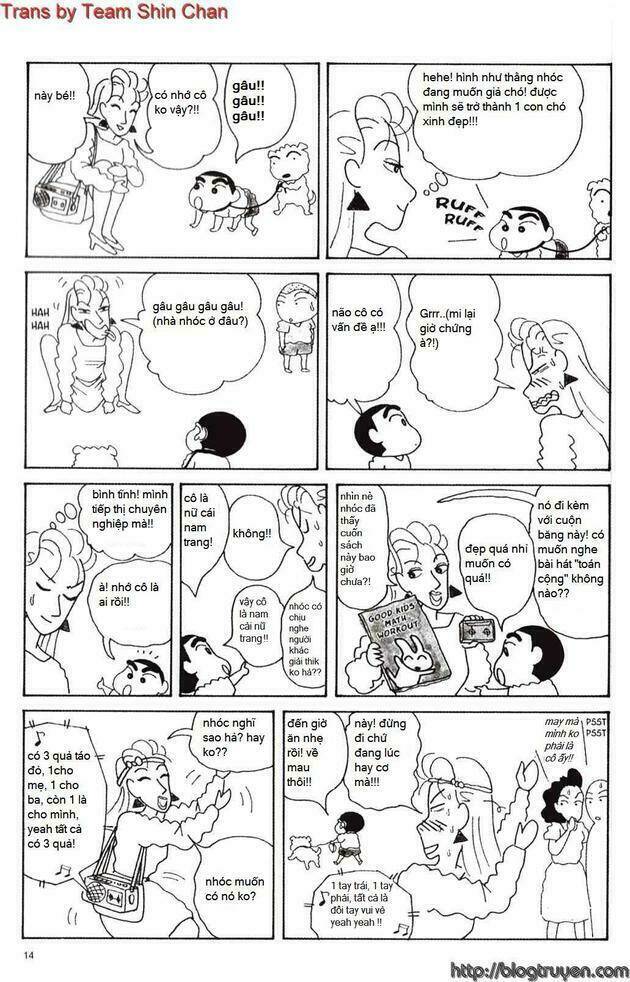 Trans by Team Shin Chan
này bé!!
có nhớ cô
ko vậy?!!
gâu!!
gâu!!
gâu!!
hehe! hình như thằng nhóc
đang muốn giả chó! được
mình sẽ trở thành 1 con chó
xinh đẹp!!!
RUFF
RUFF
HAH
HAH
gâu gâu gâu gâu!
(nhà nhóc ở đâu?)
não cô có
vấn đề ạ!!!
Grrr..(mi lại
giờ chứng
à?!)
bình tĩnh! mình
tiếp thị chuyên
nghiệp mà!!
à! nhớ cô là
ai rồi!!
cô là
nữ cải
nam
trang!
không!!
vậy cô
là nam
cải nữ
trang!!
nhóc có
chịu
nghe
người
khác
giải thik
ko hả??
nhìn nè
nhóc đã
thấy
cuốn
sách
này bao
giờ
chưa?!
GOOD KIDS
MATH
WORKOUT
đẹp quá nhỉ
muốn có
quá!!
nó đi kèm
với cuộn
băng này! có
muốn nghe
bài hát "toán
cộng" không
nào??
có 3 quả táo
đỏ, 1cho
mẹ, 1 cho
ba, còn 1 là
cho mình,
yeah tất cả
có 3 quả!
nhóc nghĩ
sao hả? hay
ko??
nhóc muốn
có nó ko?
đến giờ
ăn nhẹ
rồi! về
mau
thôi!!
này! đừng
đi chứ
đang lúc
hay cơ
mà!!!
1 tay trái, 1 tay
phải, tất cả là
đôi tay vui vẻ
yeah yeah !!
may mà
mình ko
phải là
cô ấy!!
PSST
PSST
14
http://blogtruyen.com